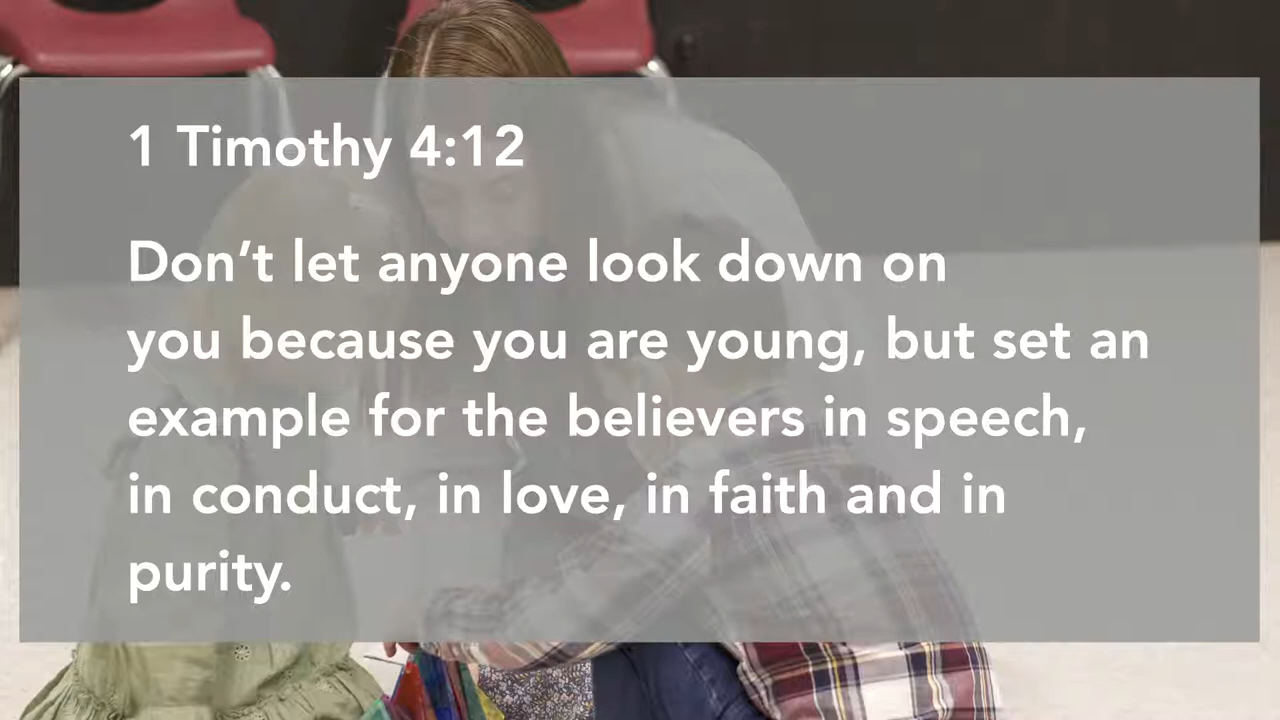 1 Timothy 4:12
Don’t let anyone look down on
you because you are young, but set an
example for the believers in speech,
in conduct, in love, in faith and in
purity.